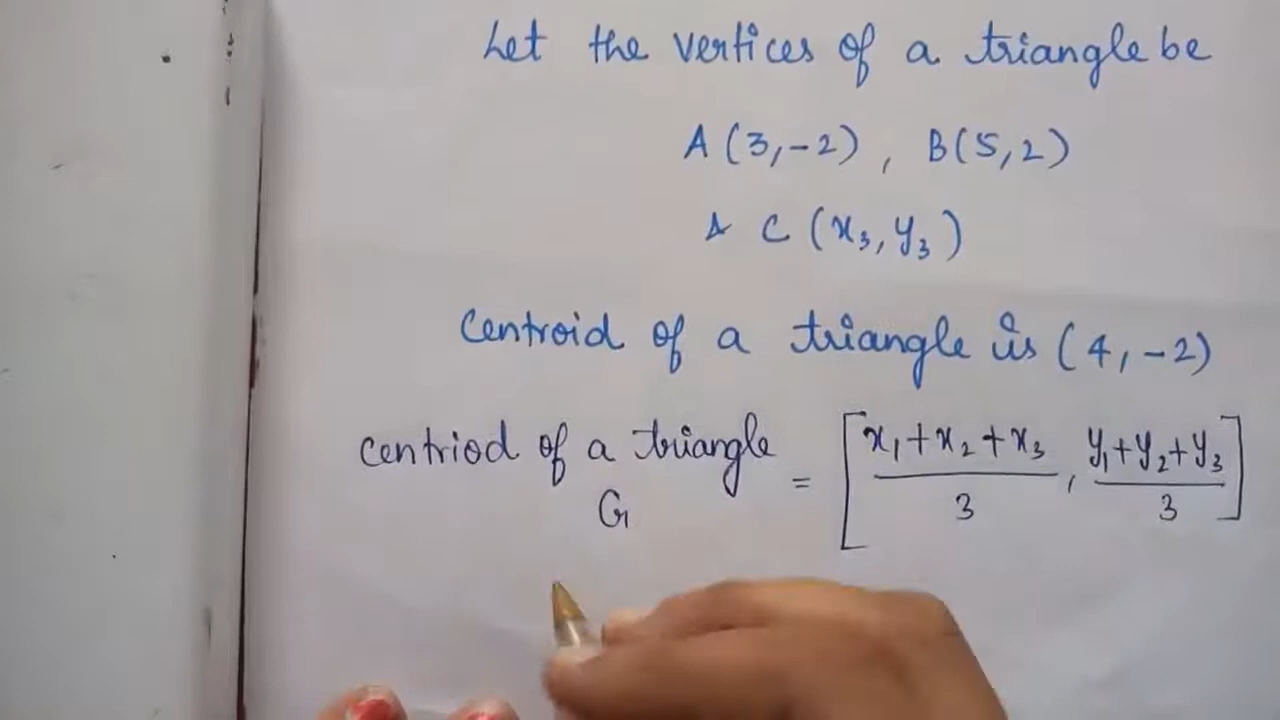 Let the vertices of a triangle be
A (3,-2) , B(5,2)
& C (x₃, y₃)
Centroid of a triangle is (4,-2)
centriod of a triangle G = [ (x₁+x₂+x₃)/3 , (y₁+y₂+y₃)/3 ]